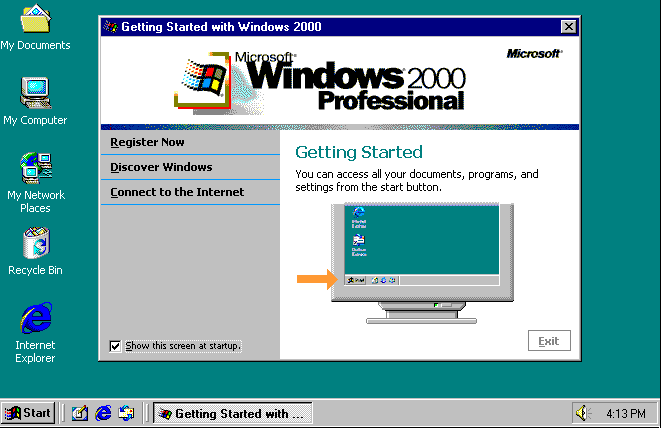 My Documents
My Computer
My Network
Places
Recycle Bin
Internet
Explorer
Getting Started with Windows 2000
Microsoft®
Windows 2000
Professional
Microsoft®
Register Now
Discover Windows
Connect to the Internet
Getting Started
You can access all your documents, programs, and
settings from the start button.
Start
Show this screen at startup.
Exit
Start
Getting Started with ...
4:13 PM